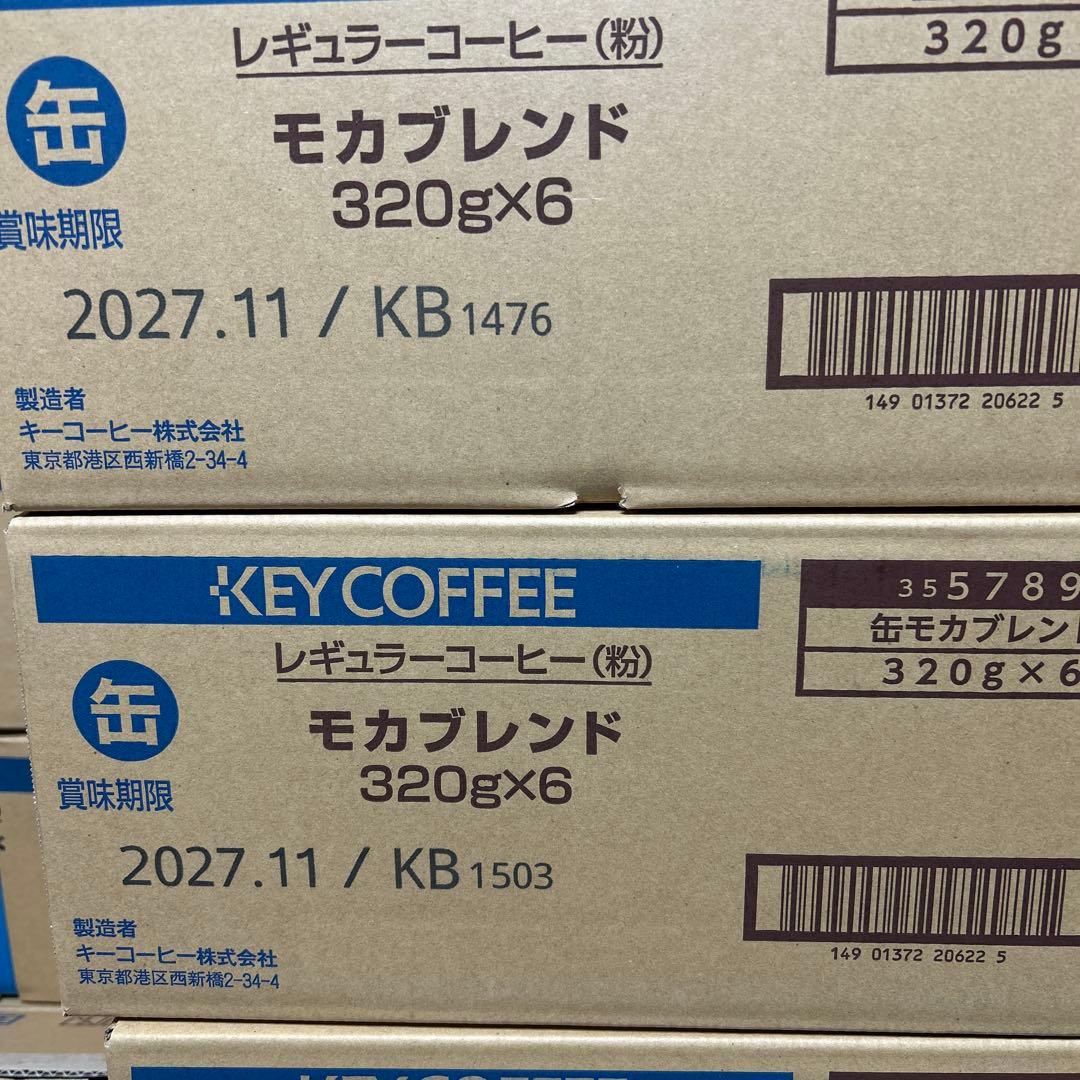 レギュラーコーヒー(粉)
320g
缶
モカブレンド
320g×6
賞味期限
2027.11 / KB1476
製造者
キーコーヒー株式会社
東京都港区西新橋2-34-4
149 01372 20622 5
KEY COFFEE
355789
缶モカブレンド
320g×6
レギュラーコーヒー(粉)
缶
モカブレンド
320g×6
賞味期限
2027.11 / KB1503
製造者
キーコーヒー株式会社
東京都港区西新橋2-34-4
149 01372 20622 5
KEY COFFEE